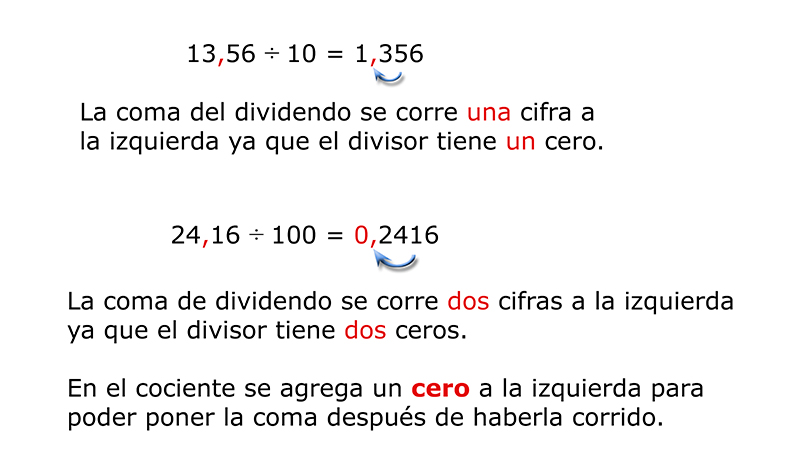 13,56 ÷ 10 = 1,356
La coma del dividendo se corre una cifra a
la izquierda ya que el divisor tiene un cero.
24,16 ÷ 100 = 0,2416
La coma de dividendo se corre dos cifras a la izquierda
ya que el divisor tiene dos ceros.
En el cociente se agrega un cero a la izquierda para
poder poner la coma después de haberla corrido.